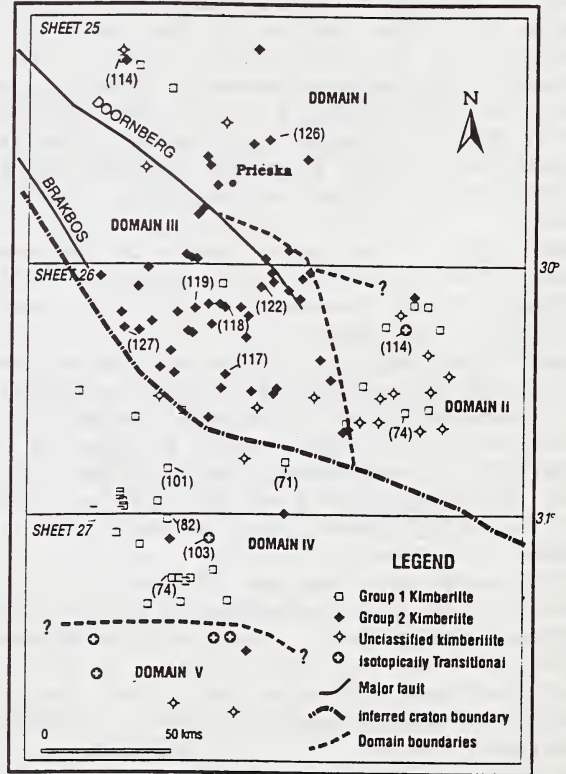 SHEET 25
(114)
DOMAIN I
N
DOORNBERG
(126)
Prieska
BRAKBOS
DOMAIN III
30°
SHEET 26
?
(119)
(122)
(118)
(114)
(127)
(117)
DOMAIN II
(74)
(101)
(71)
31°
SHEET 27
(82)
(103)
DOMAIN IV
(74)
LEGEND
Group 1 Kimberlite
Group 2 Kimberlite
Unclassified kimberlite
Isotopically Transitional
Major fault
Inferred craton boundary
Domain boundaries
?
?
DOMAIN V
0 50 kms